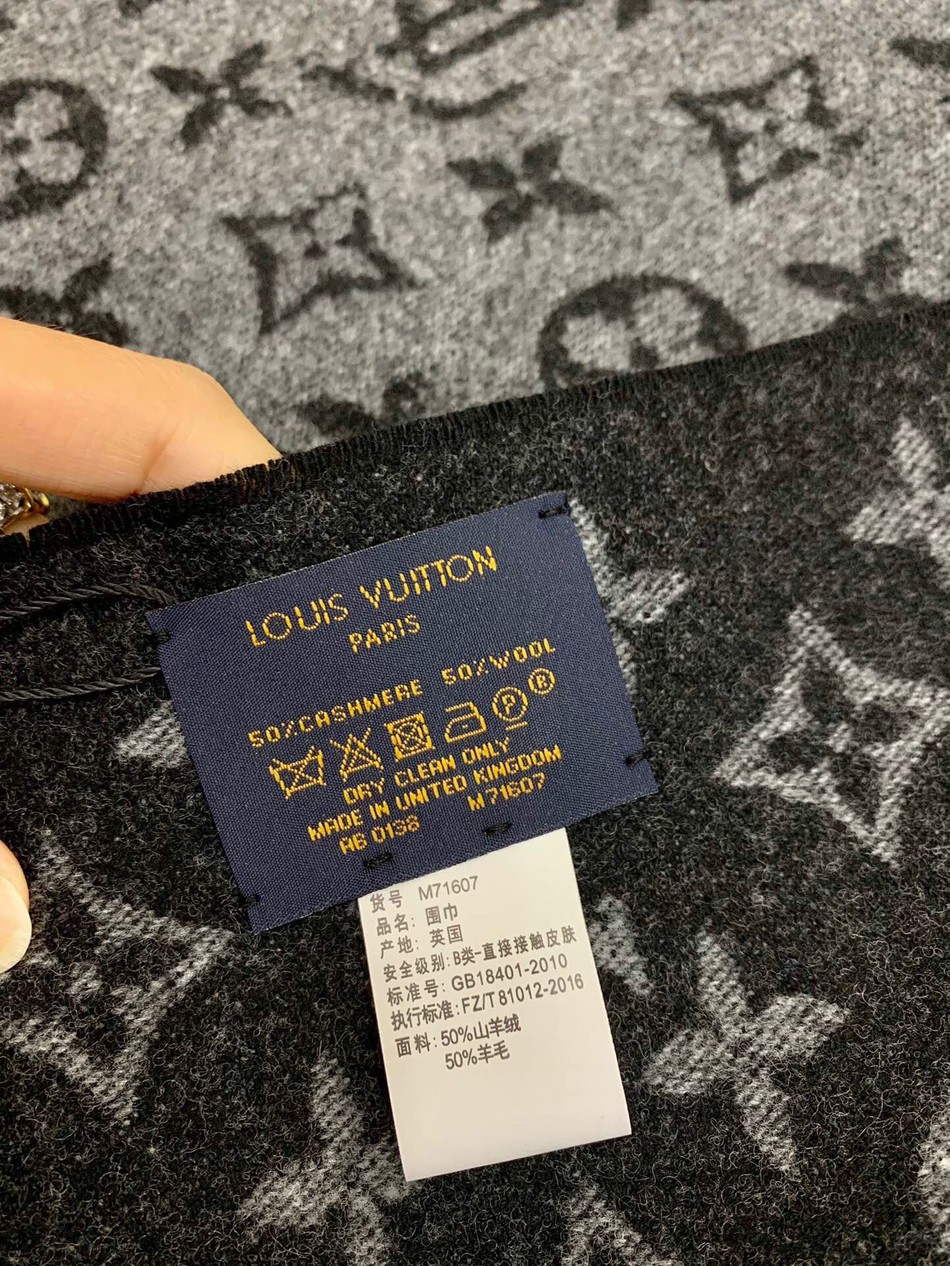 LOUIS VUITTON
PARIS
50%CASHMERE 50%WOOL
P R
DRY CLEAN ONLY
MADE IN UNITED KINGDOM
AB 0138 M71607
货号 M71607
品名: 围巾
产地: 英国
安全级别: B类-直接接触皮肤
标准号: GB18401-2010
执行标准: FZ/T 81012-2016
面料: 50%山羊绒
50%羊毛